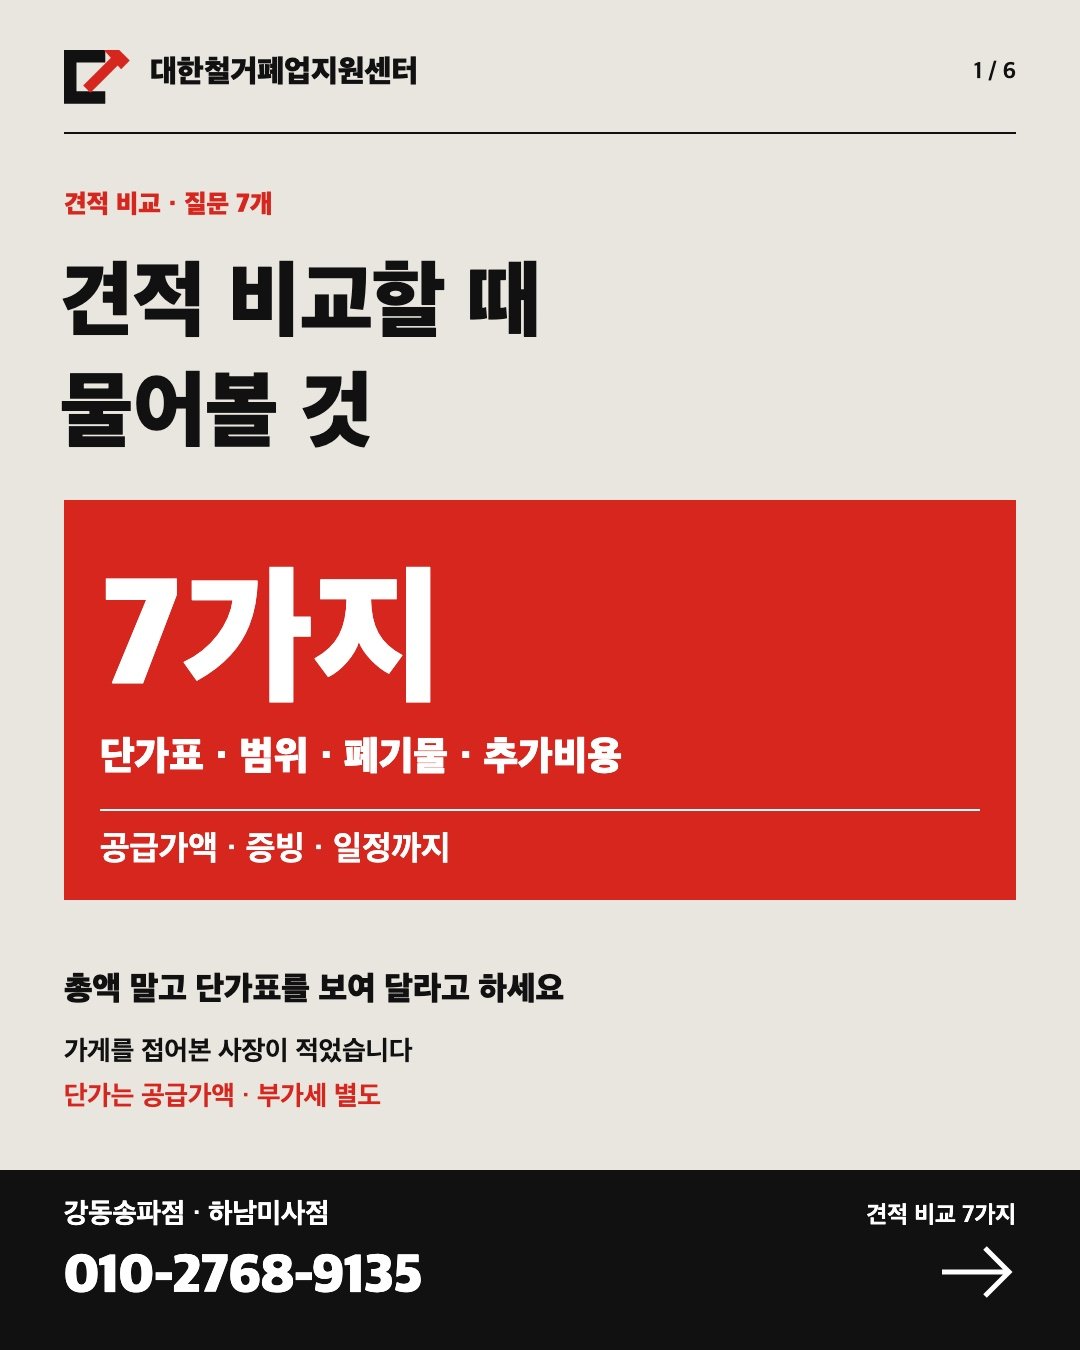 대한철거폐업지원센터
1 / 6
견적 비교 · 질문 7개
견적 비교할 때
물어볼 것
7가지
단가표 · 범위 · 폐기물 · 추가비용
공급가액 · 증빙 · 일정까지
총액 말고 단가표를 보여 달라고 하세요
가게를 접어본 사장이 적었습니다
단가는 공급가액 · 부가세 별도
강동송파점 · 하남미사점
견적 비교 7가지
010-2768-9135